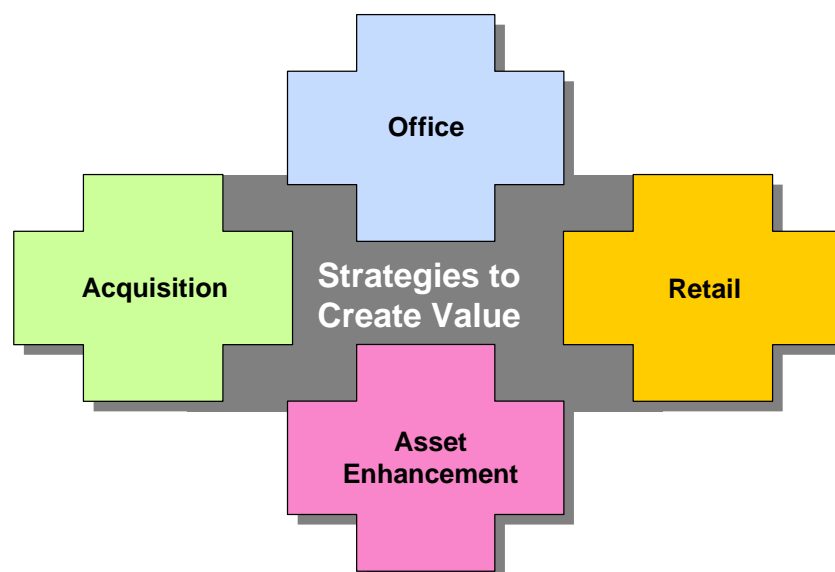 Office
Acquisition
Strategies to
Create Value
Retail
Asset
Enhancement